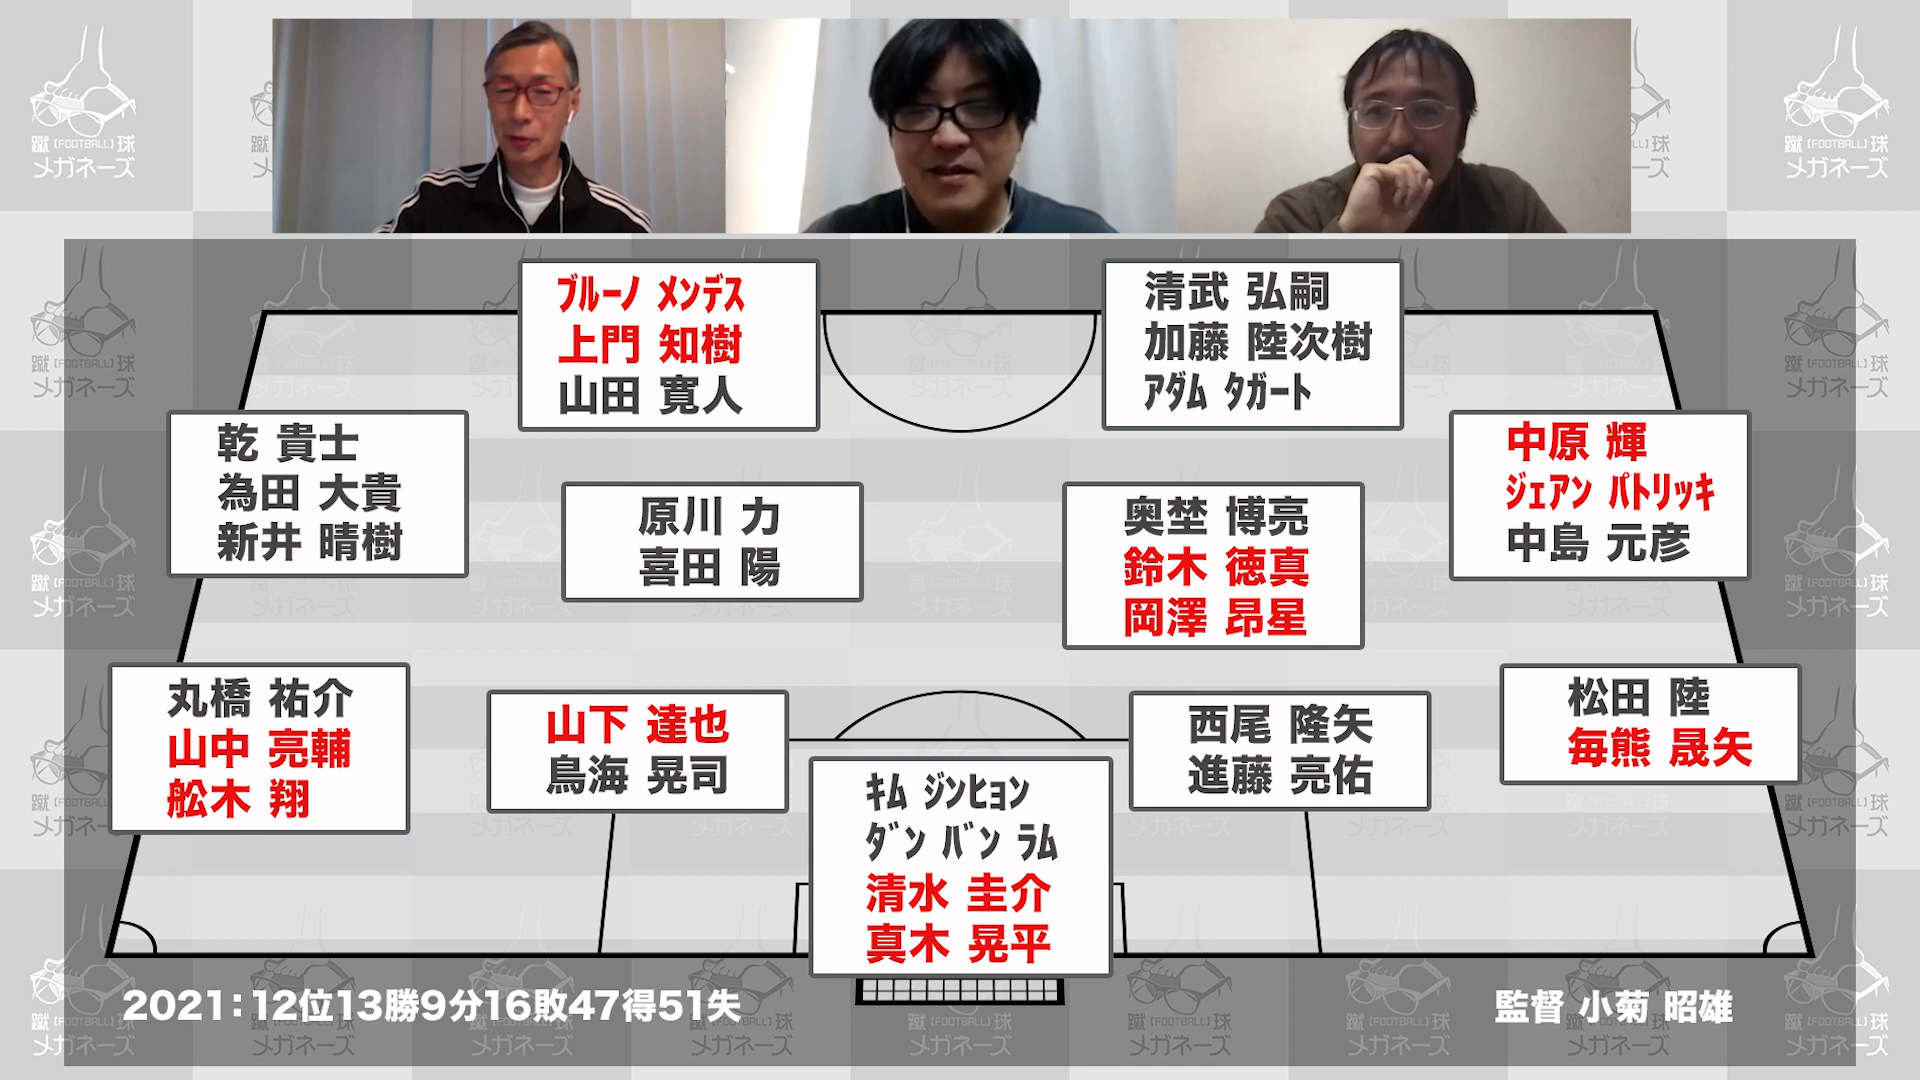 ブルーノ メンデス
上門 知樹
山田 寛人
清武 弘嗣
加藤 陸次樹
アダム タガート
乾 貴士
為田 大貴
新井 晴樹
中原 輝
ジェアン パトリッキ
中島 元彦
原川 力
喜田 陽
奥埜 博亮
鈴木 徳真
岡澤 昂星
丸橋 祐介
山中 亮輔
舩木 翔
山下 達也
鳥海 晃司
西尾 隆矢
進藤 亮佑
松田 陸
毎熊 晟矢
キム ジンヒョン
ダン バン ラム
清水 圭介
真木 晃平
2021：12位13勝9分16敗47得51失
監督 小菊 昭雄
蹴[FOOTBALL]球
メガネーズ